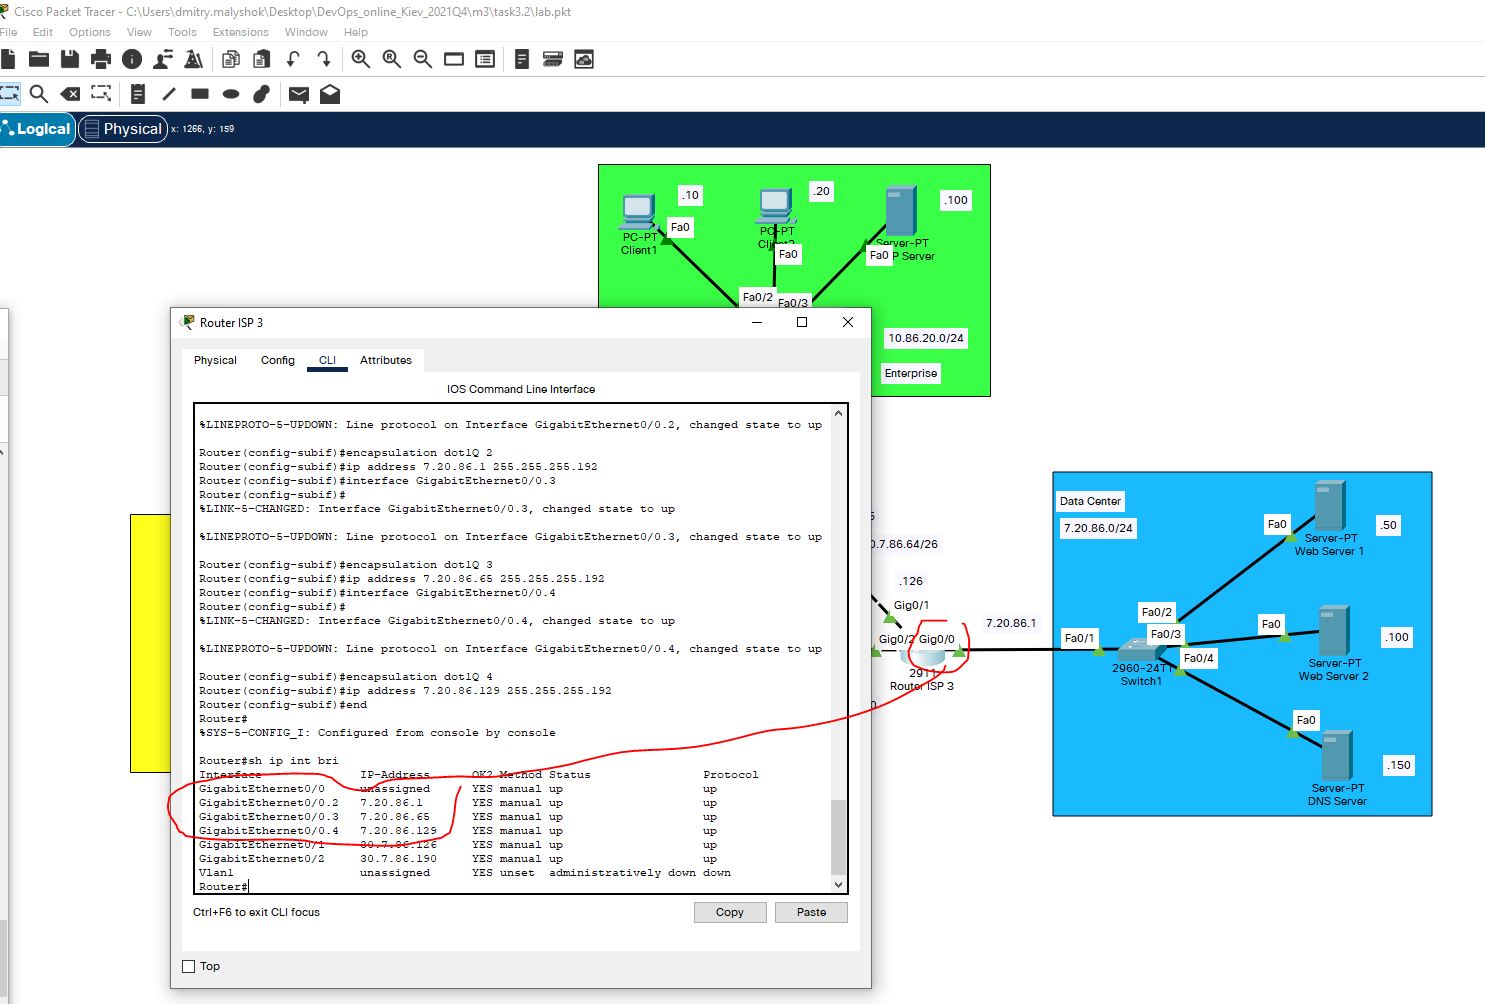 Cisco Packet Tracer - C:\Users\dmitry.malyshok\Desktop\DevOps_online_Kiev_2021Q4\m3\task3.2\lab.pkt
File Edit Options View Tools Extensions Window Help
Logical Physical x: 1266, y: 159
.10
.20
.100
Fa0
PC-PT
Client1
PC-PT
Fa0
Server-PT
Fa0
P Server
Fa0/2
Fa0/3
10.86.20.0/24
Enterprise
Router ISP 3
Physical Config CLI Attributes
IOS Command Line Interface
%LINEPROTO-5-UPDOWN: Line protocol on Interface GigabitEthernet0/0.2, changed state to up
Router(config-subif)#encapsulation dot1Q 2
Router(config-subif)#ip address 7.20.86.1 255.255.255.192
Router(config-subif)#interface GigabitEthernet0/0.3
Router(config-subif)#
%LINK-5-CHANGED: Interface GigabitEthernet0/0.3, changed state to up
%LINEPROTO-5-UPDOWN: Line protocol on Interface GigabitEthernet0/0.3, changed state to up
Router(config-subif)#encapsulation dot1Q 3
Router(config-subif)#ip address 7.20.86.65 255.255.255.192
Router(config-subif)#interface GigabitEthernet0/0.4
Router(config-subif)#
%LINK-5-CHANGED: Interface GigabitEthernet0/0.4, changed state to up
%LINEPROTO-5-UPDOWN: Line protocol on Interface GigabitEthernet0/0.4, changed state to up
Router(config-subif)#encapsulation dot1Q 4
Router(config-subif)#ip address 7.20.86.129 255.255.255.192
Router(config-subif)#end
Router#
%SYS-5-CONFIG_I: Configured from console by console
Router#sh ip int bri
Interface IP-Address OK? Method Status Protocol
GigabitEthernet0/0 unassigned YES manual up up
GigabitEthernet0/0.2 7.20.86.1 YES manual up up
GigabitEthernet0/0.3 7.20.86.65 YES manual up up
GigabitEthernet0/0.4 7.20.86.129 YES manual up up
GigabitEthernet0/1 30.7.86.126 YES manual up up
GigabitEthernet0/2 30.7.86.190 YES manual up up
Vlan1 unassigned YES unset administratively down down
Router#
Ctrl+F6 to exit CLI focus
Copy Paste
Top
0.7.86.64/26
.126
Gig0/1
Gig0/2
Gig0/0
2911
Router ISP 3
7.20.86.1
Data Center
7.20.86.0/24
Fa0
.50
Server-PT
Web Server 1
Fa0/2
Fa0/1
Fa0/3
Fa0
.100
Fa0/4
2960-24TT
Switch1
Server-PT
Web Server 2
Fa0
.150
Server-PT
DNS Server